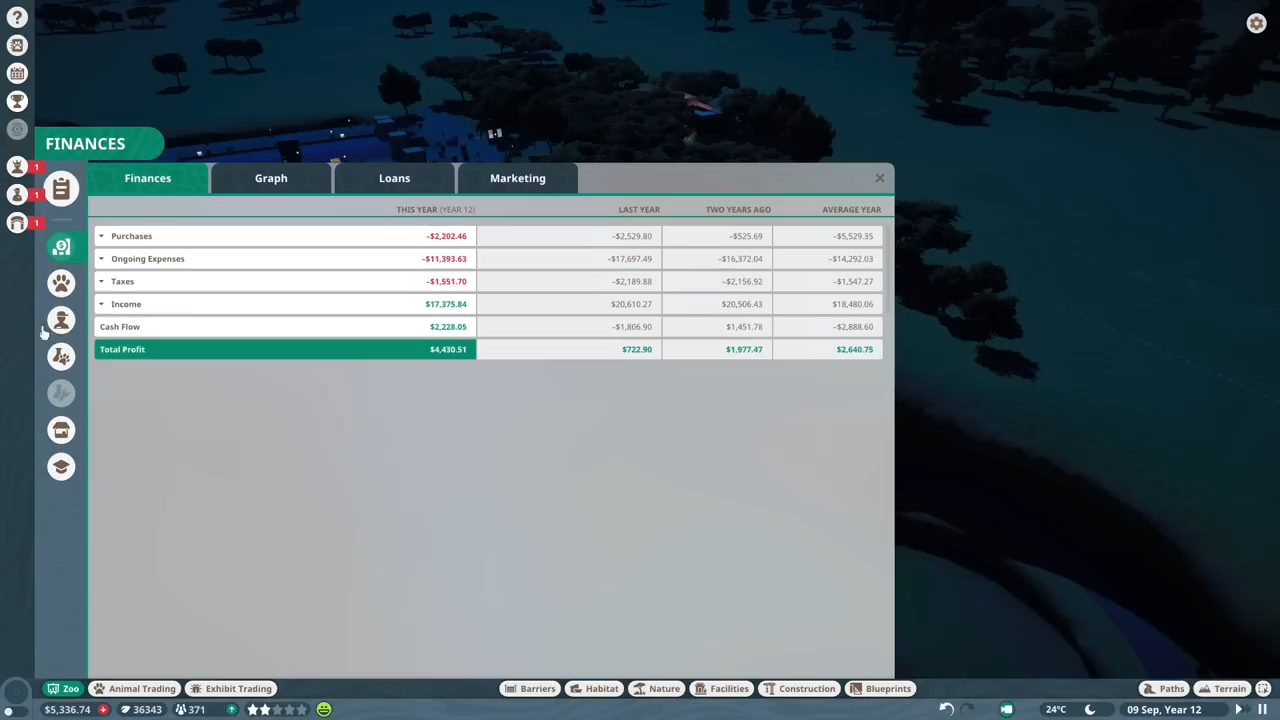 ?
1
1
1
FINANCES
Finances Graph Loans Marketing
THIS YEAR (YEAR 12) LAST YEAR TWO YEARS AGO AVERAGE YEAR
Purchases –$2,202.46 –$2,529.80 –$525.69 –$5,529.35
Ongoing Expenses –$11,393.63 –$17,697.49 –$16,372.04 –$14,292.03
Taxes –$1,551.70 –$2,189.88 –$2,156.92 –$1,547.27
Income $17,375.84 $20,610.27 $20,506.43 $18,480.06
Cash Flow $2,228.05 –$1,806.90 $1,451.78 –$2,888.60
Total Profit $4,430.51 $722.90 $1,977.47 $2,640.75
Zoo Animal Trading Exhibit Trading Barriers Habitat Nature Facilities Construction Blueprints Paths Terrain
$5,336.74 36343 371 24°C 09 Sep, Year 12